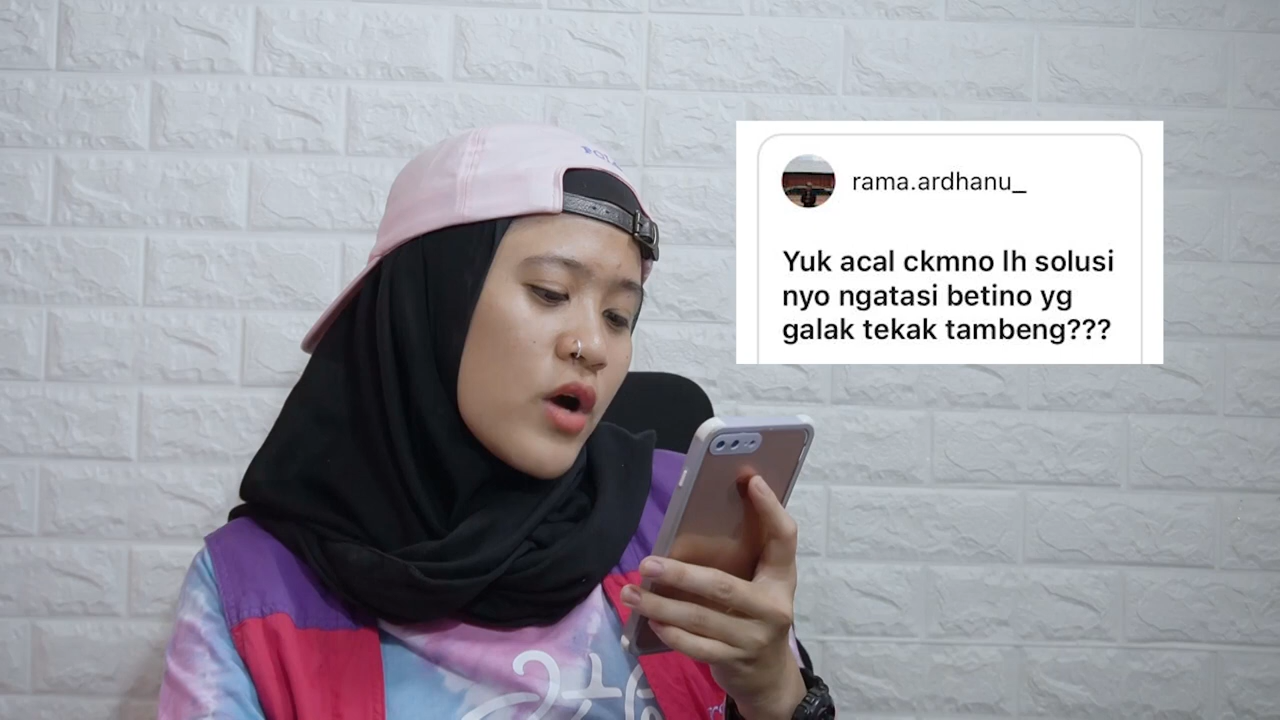 rama.ardhanu_
Yuk acal ckmno lh solusi
nyo ngatasi betino yg
galak tekak tambeng???